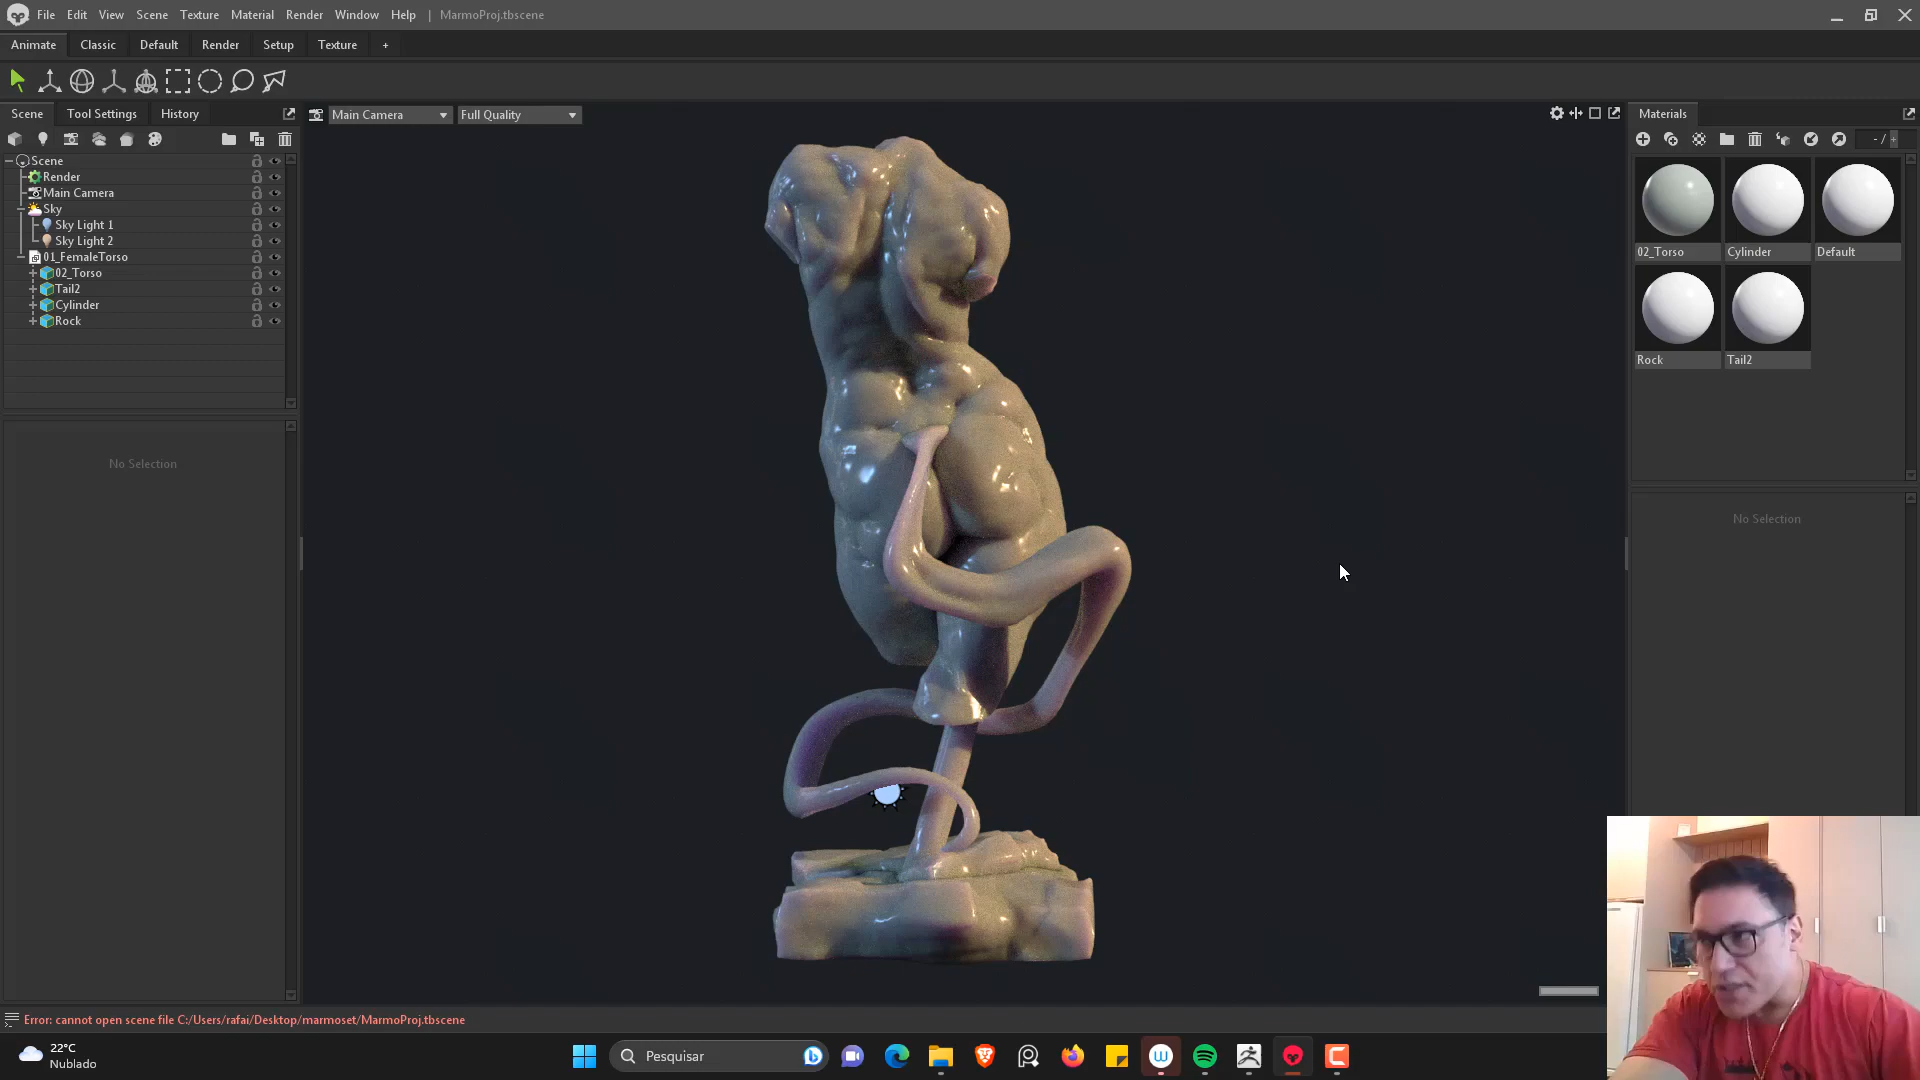 File Edit View Scene Texture Material Render Window Help | MarmoProj.tbscene
Animate Classic Default Render Setup Texture +
Scene Tool Settings History
Main Camera
Full Quality
Materials
- / +
Scene
Render
Main Camera
Sky
Sky Light 1
Sky Light 2
01_FemaleTorso
02_Torso
Tail2
Cylinder
Rock
02_Torso
Cylinder
Default
Rock
Tail2
No Selection
No Selection
Error: cannot open scene file C:/Users/rafai/Desktop/marmoset/MarmoProj.tbscene
22°C
Nublado
Pesquisar